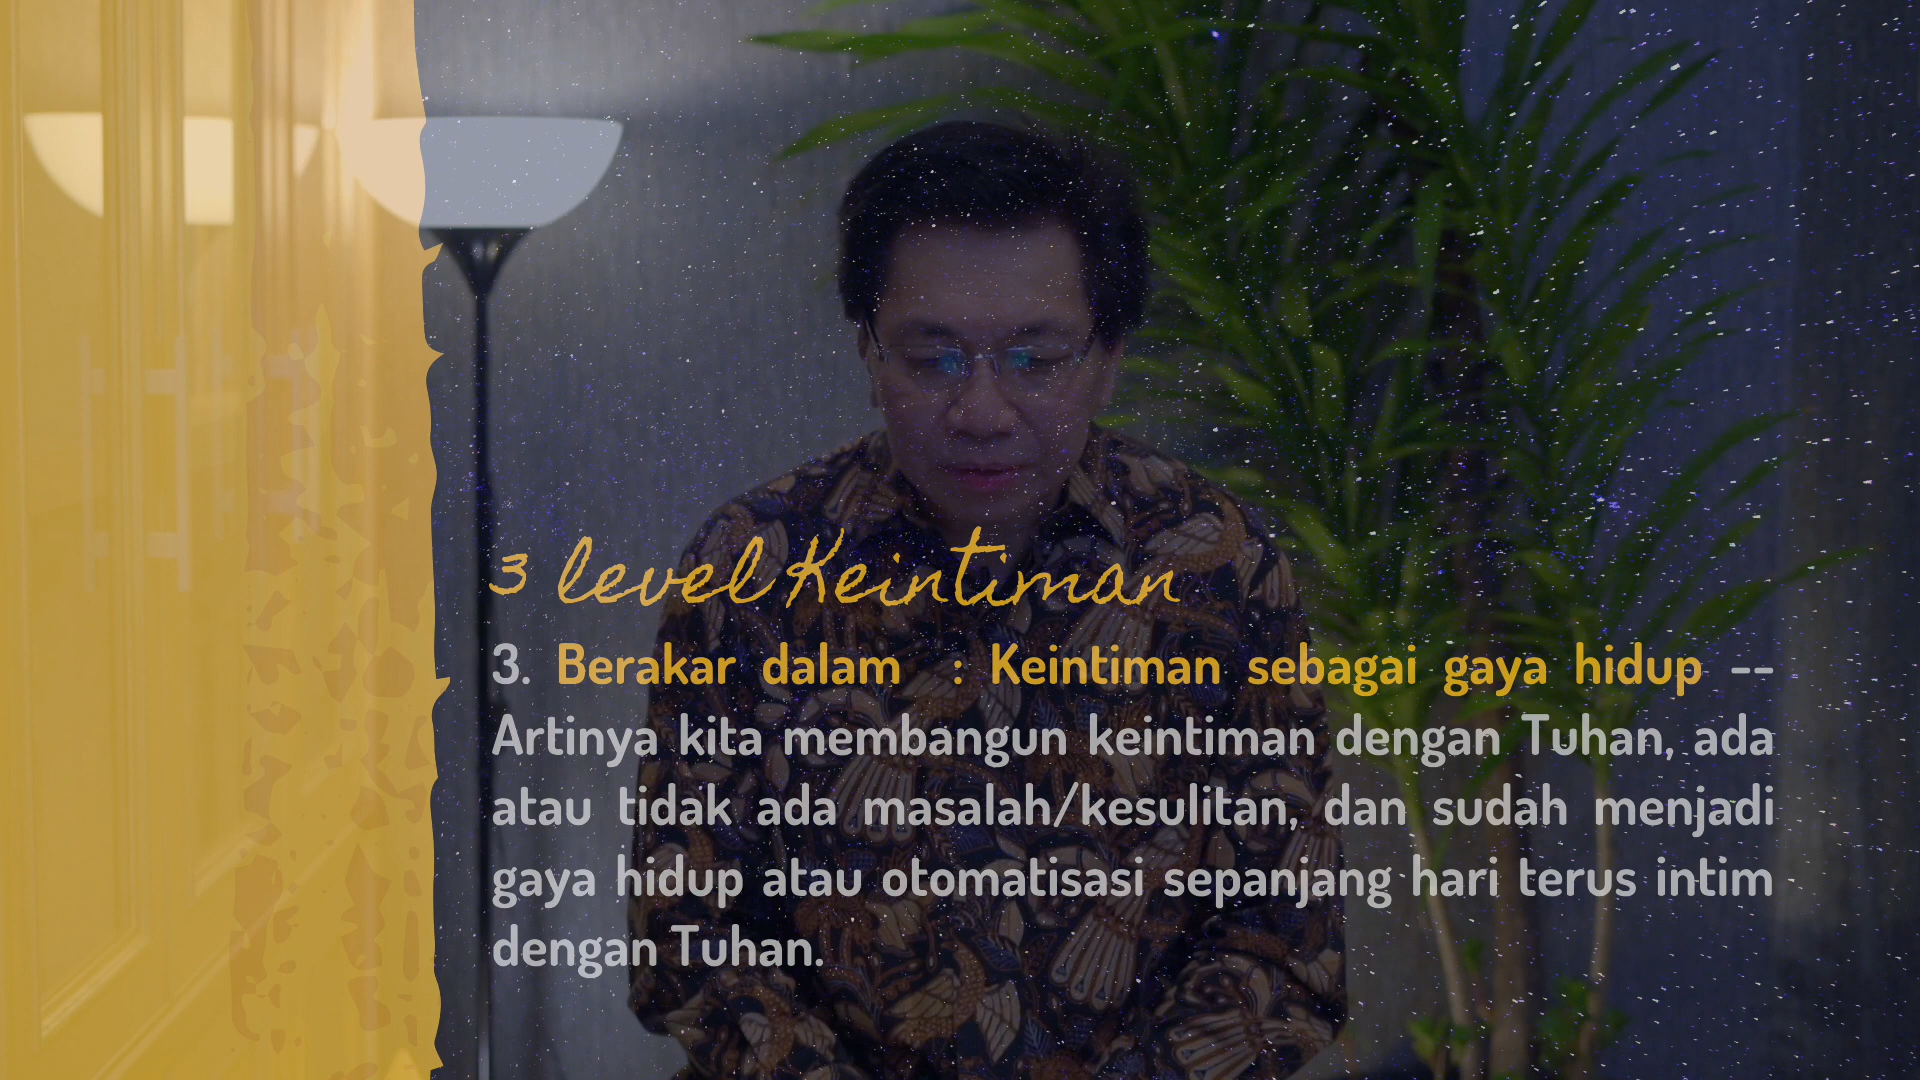 3 level Keintiman
3. Berakar dalam : Keintiman sebagai gaya hidup --
Artinya kita membangun keintiman dengan Tuhan, ada
atau tidak ada masalah/kesulitan, dan sudah menjadi
gaya hidup atau otomatisasi sepanjang hari terus intim
dengan Tuhan.